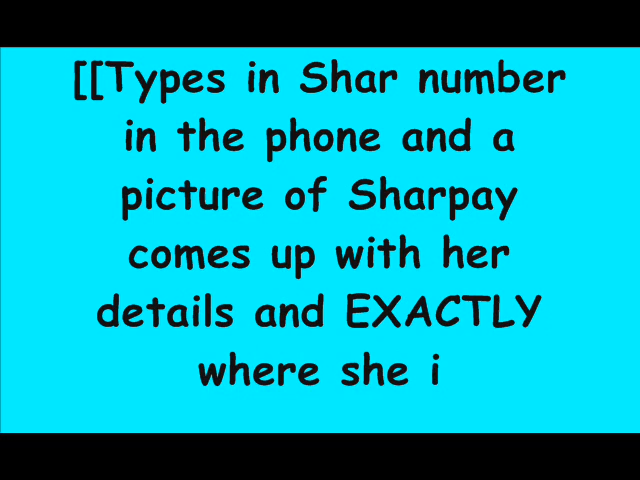 [[Types in Shar number
in the phone and a
picture of Sharpay
comes up with her
details and EXACTLY
where she i